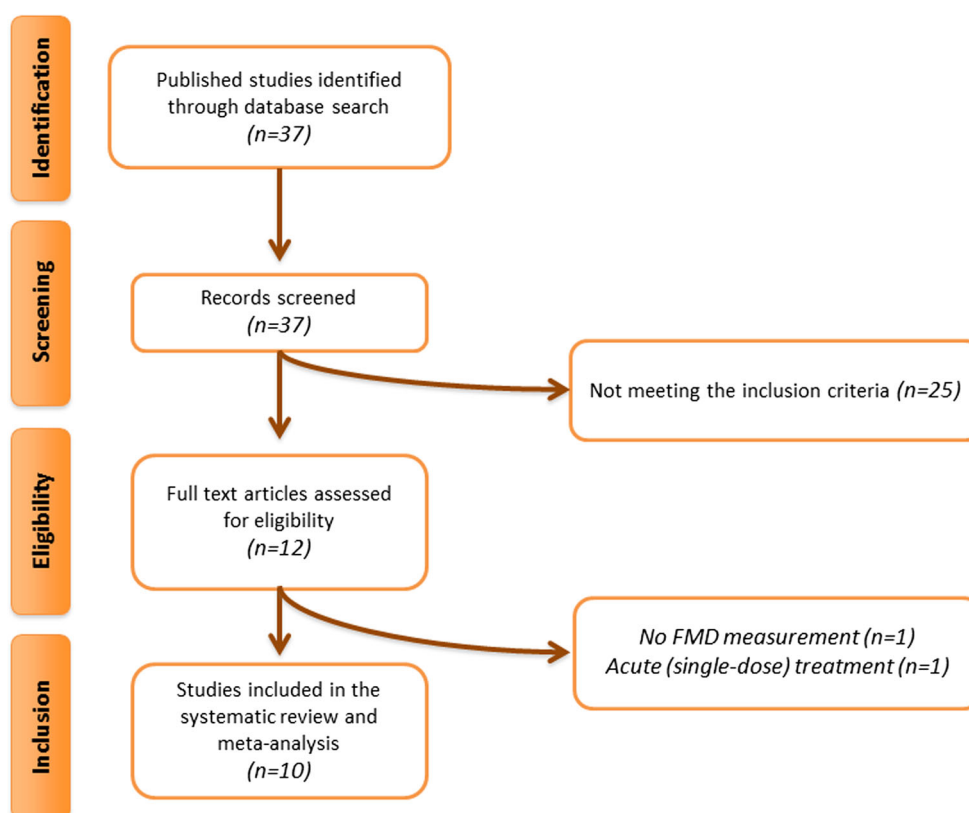 Identification
Published studies identified
through database search
(n=37)
Screening
Records screened
(n=37)
Not meeting the inclusion criteria (n=25)
Eligibility
Full text articles assessed
for eligibility
(n=12)
No FMD measurement (n=1)
Acute (single-dose) treatment (n=1)
Inclusion
Studies included in the
systematic review and
meta-analysis
(n=10)